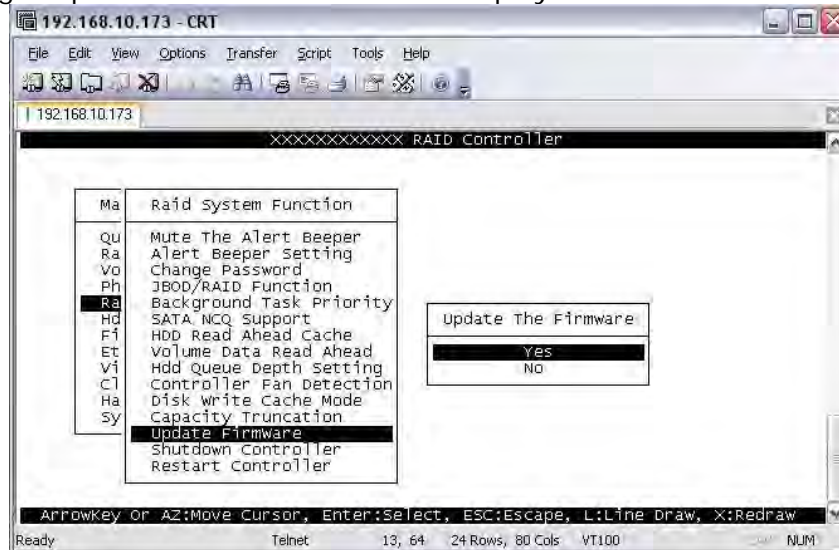 192.168.10.173 - CRT
File Edit View Options Transfer Script Tools Help
192.168.10.173
XXXXXXXXXXXX RAID Controller
Ma
Qu
Ra
Vo
Ph
Ra
Hd
Fi
Et
Vi
Cl
Ha
Sy
Raid System Function
Mute The Alert Beeper
Alert Beeper Setting
Change Password
JBOD/RAID Function
Background Task Priority
SATA NCQ Support
HDD Read Ahead Cache
Volume Data Read Ahead
Hdd Queue Depth Setting
Controller Fan Detection
Disk Write Cache Mode
Capacity Truncation
Update Firmware
Shutdown Controller
Restart Controller
Update The Firmware
Yes
No
ArrowKey Or AZ:Move Cursor, Enter:Select, ESC:Escape, L:Line Draw, X:Redraw
Ready Telnet 13, 64 24 Rows, 80 Cols VT100 NUM